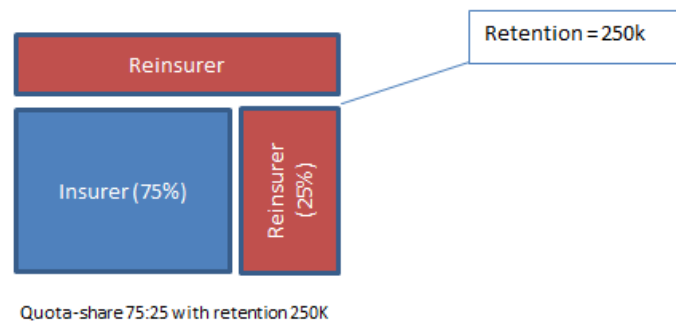 Retention = 250k
Reinsurer
Insurer (75%)
Reinsurer
(25%)
Quota-share 75:25 with retention 250K